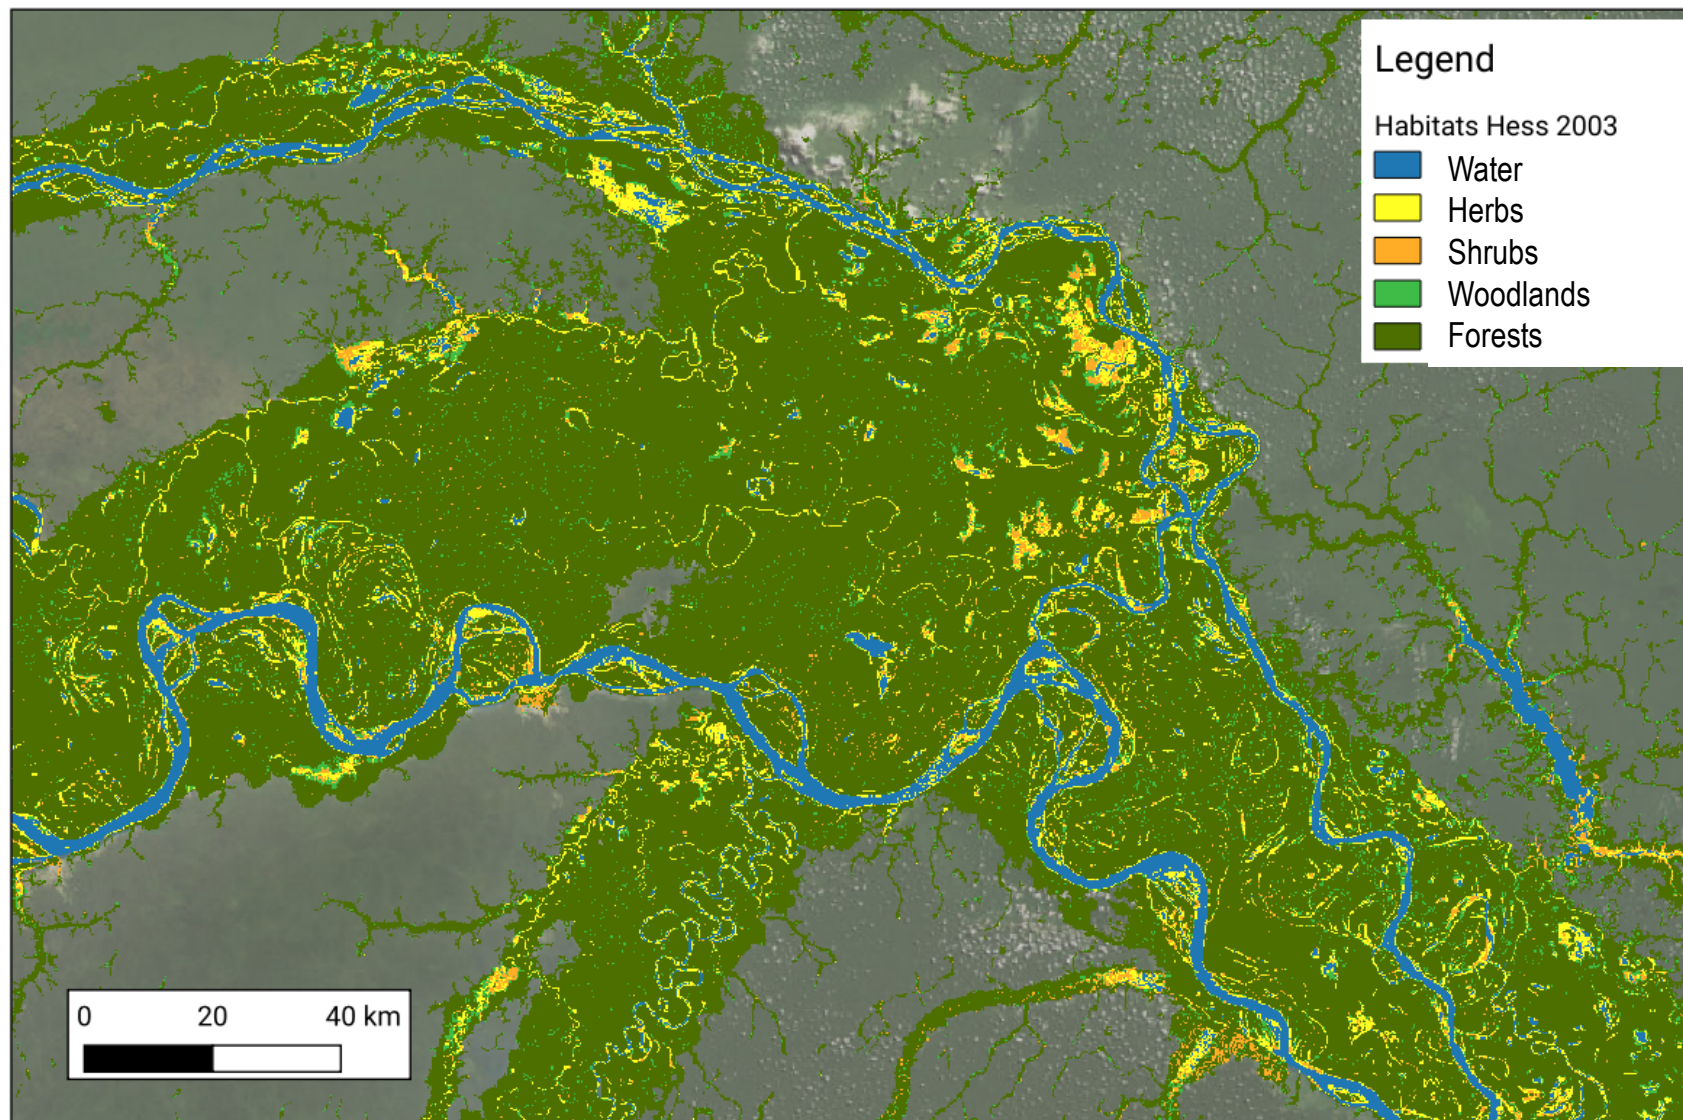 Legend
Habitats Hess 2003
Water
Herbs
Shrubs
Woodlands
Forests
0 20 40 km